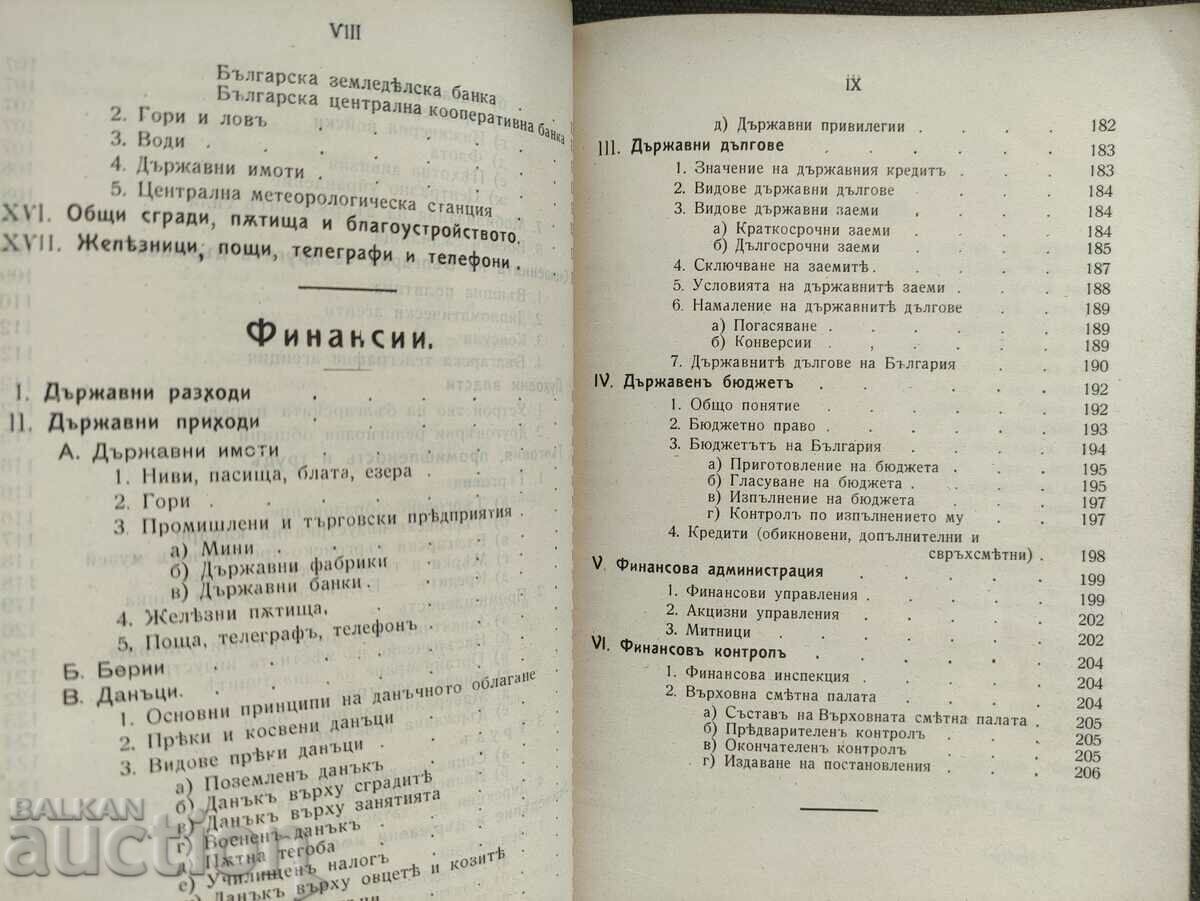 VIII
Българска земледѣлска банка .
Българска централна кооперативна банка
2. Гори и ловъ . . . .
3. Води . . . . .
4. Държавни имоти . . . .
5. Централна метеорологическа станция .
XVI. Общи сгради, пѫтища и благоустройството.
XVII. Желѣзници, пощи, телеграфи и телефони .
Финансии.
I. Държавни разходи . . . .
II. Държавни приходи . . . .
А. Държавни имоти . . . .
1. Ниви, пасища, блата, езера . . .
2. Гори . . . . .
3. Промишлени и търговски прѣдприятия .
а) Мини . . . .
б) Държавни фабрики . . .
в) Държавни банки . . . .
4. Желѣзни пѫтища, . . . .
5. Поща, телеграфъ, телефонъ . . .
Б. Берии . . . . .
В. Данъци. . . . .
1. Основни принципи на данъчното облагане .
2. Прѣки и косвени данъци . . .
3. Видове прѣки данъци . . .
а) Поземленъ данъкъ . . .
б) Данъкъ върху сградитѣ . .
в) Данъкъ върху занятията . .
г) Воененъ данъкъ . . .
д) Пѫтна тегоба . . .
е) Училищенъ налогъ . . .
Данъкъ върху овцетѣ и козитѣ .
IX
д) Държавни привилегии . . . . 182
III. Държавни дългове . . . . . . 183
1. Значение на държавния кредитъ . . . . 183
2. Видове държавни дългове . . . . 184
3. Видове държавни заеми , . . . 184
а) Краткосрочни заеми . . . . 184
б) Дългосрочни заеми . . . . 185
4. Сключване на заемитѣ. . . . . 187
5. Условията на държавнитѣ заеми . . . . 188
6. Намаление на държавнитѣ дългове . . . 189
а) Погасяване . . . . . 189
б) Конверсии . , . . . 189
7. Държавнитѣ дългове на България . . . 190
IV. Държавенъ бюджетъ . . . . . 192
1. Общо понятие . . . . . 192
2. Бюджетно право . . . . . 193
3. Бюджетътъ на България . . . . 194
а) Приготовление на бюджета . . . . 195
б) Гласуване на бюджета . . . . 195
в) Изпълнение на бюджета . . . 197
г) Контролъ по изпълнението му . . . 197
4. Кредити (обикновени, допълнителни и
свръхсмѣтни) . 198
V. Финансова администрация . . . . . 199
1. Финансови управления . . . . . 199
2. Акцизни управления . . . . 202
3. Митници . . . . . 202
VI. Финансовъ контролъ . . . . . 204
1. Финансова инспекция . . . . 204
2. Върховна смѣтна палата . . . . 204
а) Съставъ на Върховната смѣтна палата . 205
б) Прѣдварителенъ контролъ . . . 205
в) Окончателенъ контролъ . . . 205
г) Издаване на постановления . . . . 206
BALKAN
auction